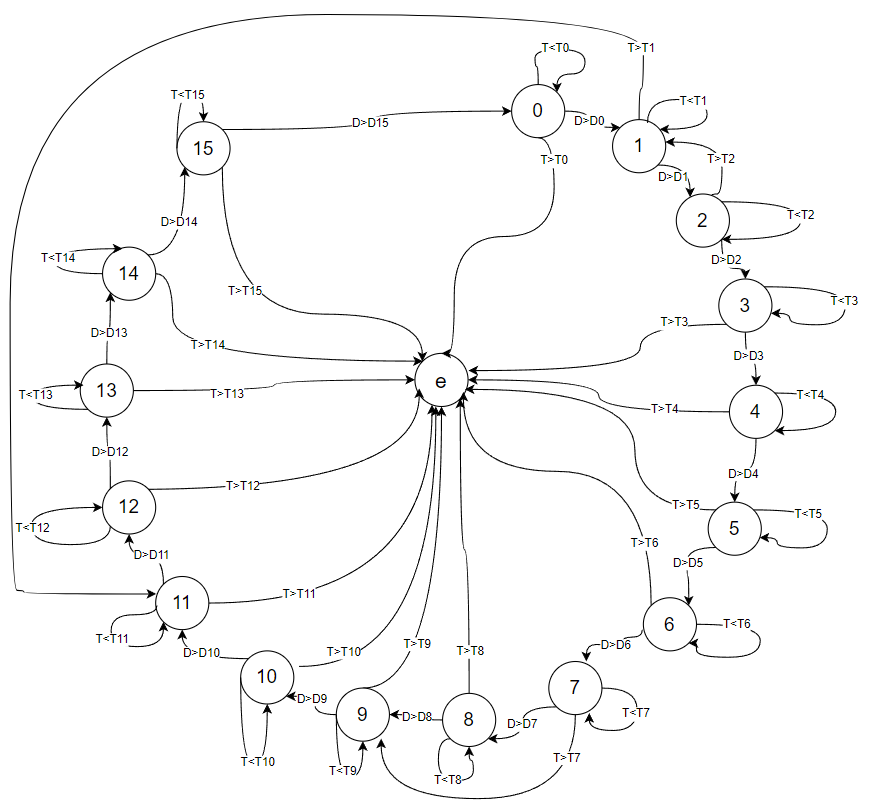 T>T1
T<T0
T<T15
T<T1
0
D>D15
D>D0
1
15
T>T0
T>T2
D>D1
2
T<T2
D>D14
D>D2
T<T14
14
T>T15
3
T<T3
T>T3
D>D13
T>T14
D>D3
e
13
T<T13
T>T13
T<T4
4
T>T4
D>D12
D>D4
T>T12
12
T>T5
T<T5
T<T12
5
T>T6
D>D11
D>D5
T>T11
11
6
T<T6
T<T11
D>D10
T>T10
T>T9
T>T8
D>D6
10
7
D>D9
9
D>D8
8
D>D7
T<T7
T<T10
T<T9
T<T8
T>T7